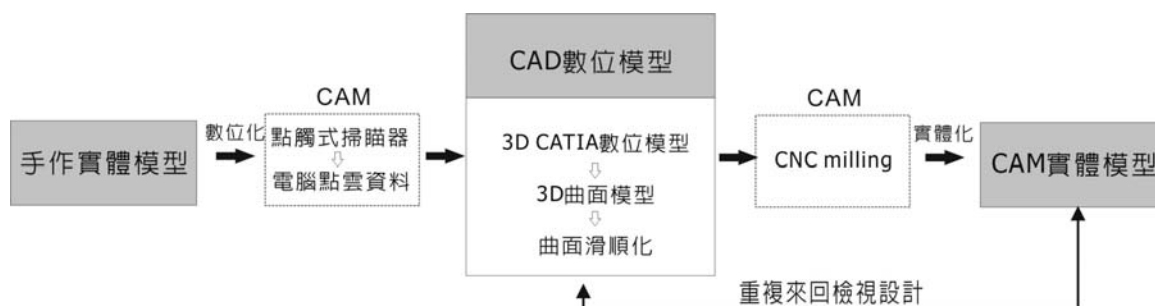 手作實體模型
數位化
CAM
點觸式掃瞄器
電腦點雲資料
CAD數位模型
3D CATIA數位模型
3D曲面模型
曲面滑順化
CAM
CNC milling
實體化
CAM實體模型
重複來回檢視設計